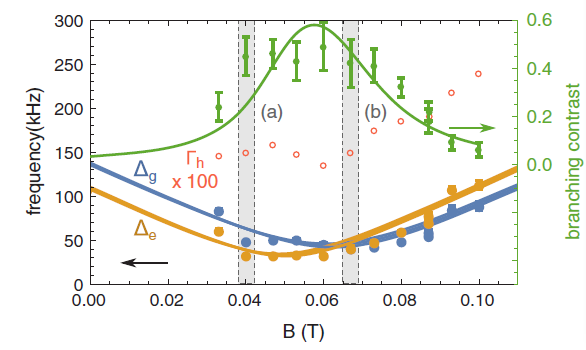 300
250
200
150
100
50
0
frequency(kHz)
0.6
0.4
0.2
0.0
branching contrast
(a)
(b)
Δg
Γh
x 100
Δe
0.00
0.02
0.04
0.06
0.08
0.10
B (T)